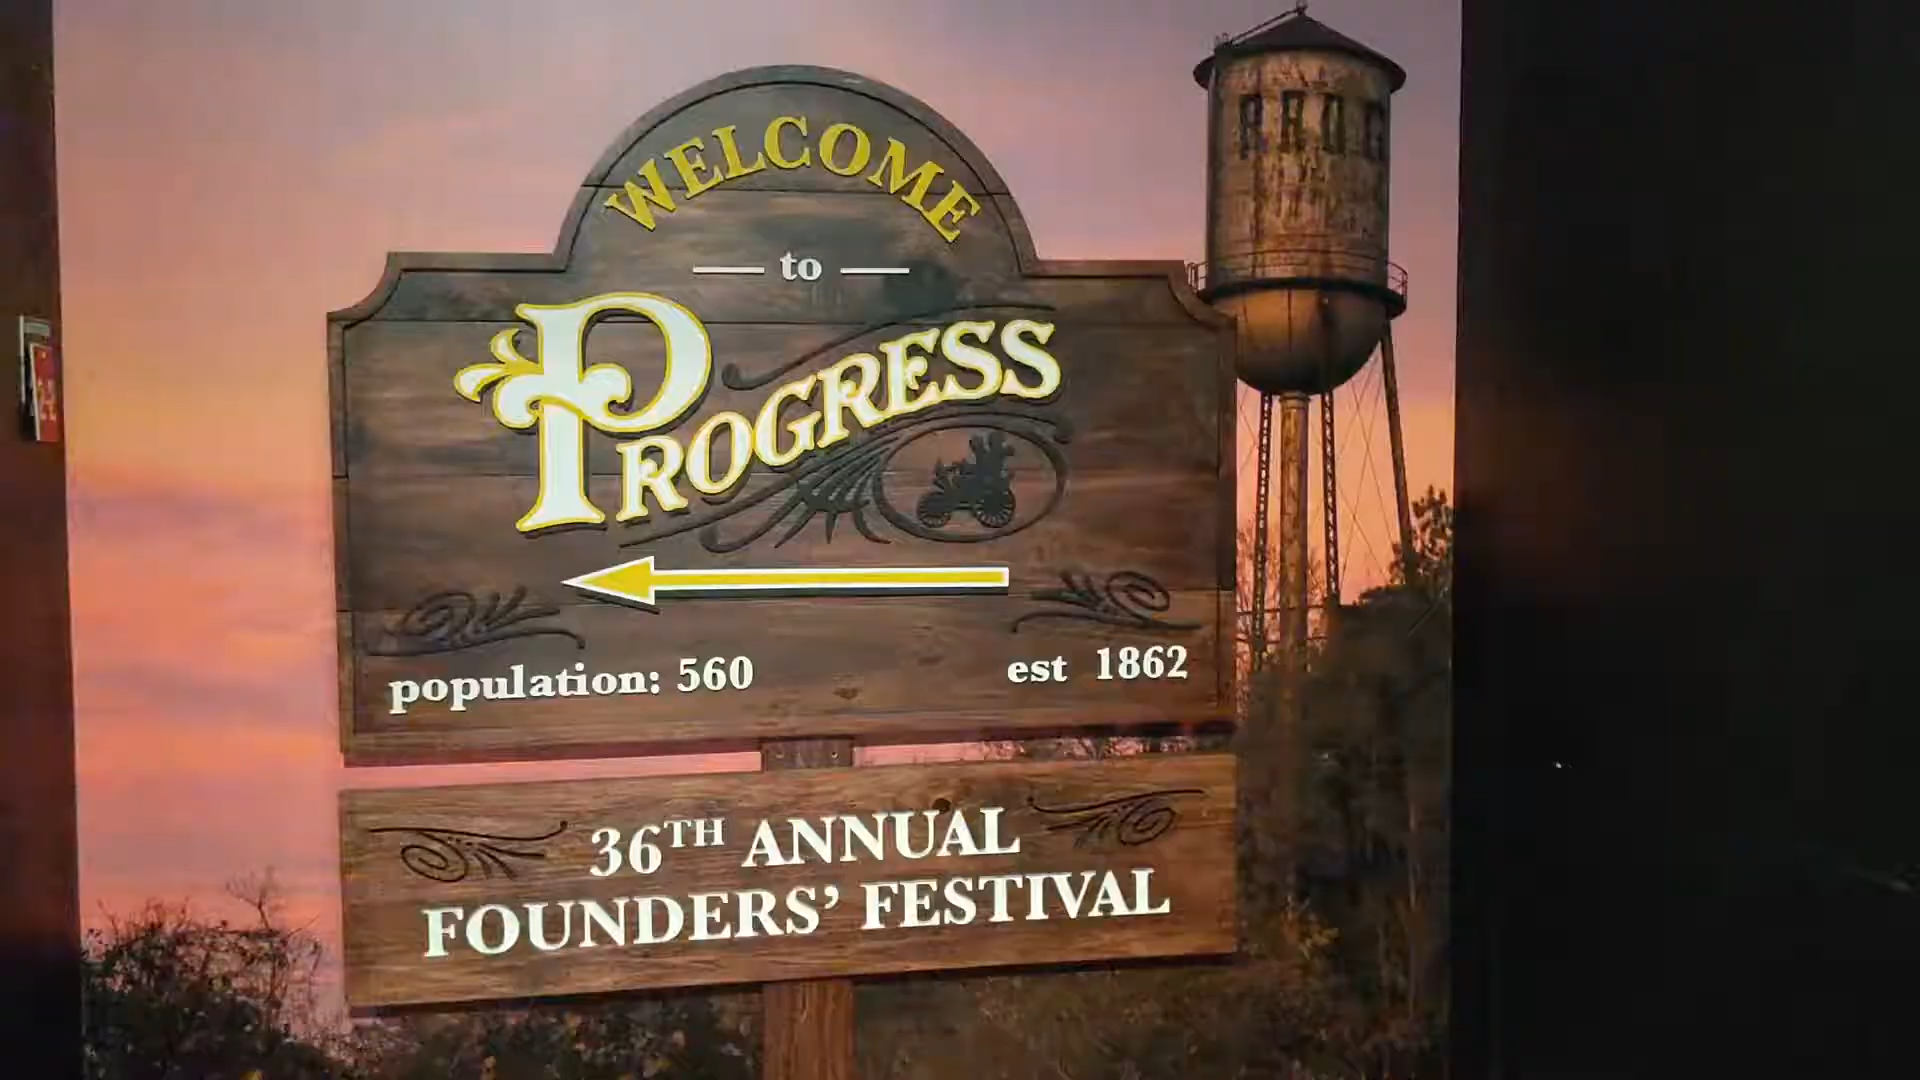 WELCOME
to
PROGRESS
population: 560
est 1862
36TH ANNUAL
FOUNDERS' FESTIVAL